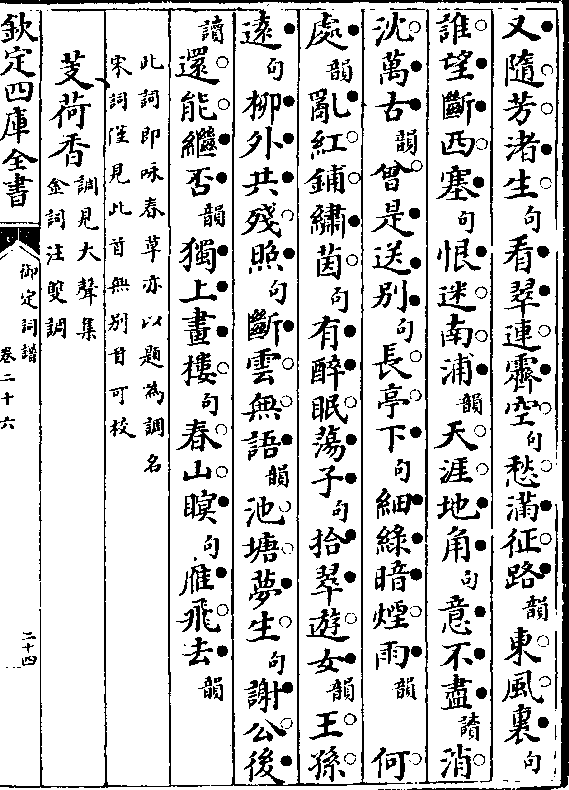 又隨芳渚生句看翠連霽空句愁滿征路韻東風裏句
誰望斷西塞句恨迷南浦韻天涯地角句意不盡讀消
沈萬古韻曾是送別句長亭下句細綠暗煙雨韻 何
處韻亂紅鋪繡茵句有醉眠蕩子句拾翠遊女韻王孫
遠句柳外共殘照句斷雲無語韻池塘夢生句謝公後
讀還能繼否韻獨上畫樓句春山暝句雁飛去韻
此詞即咏春草亦以題為調名
宋詞僅見此首無別首可校
芰荷香調見大聲集
金詞注雙調
欽定四庫全書
御定詞譜
卷二十六
二十四